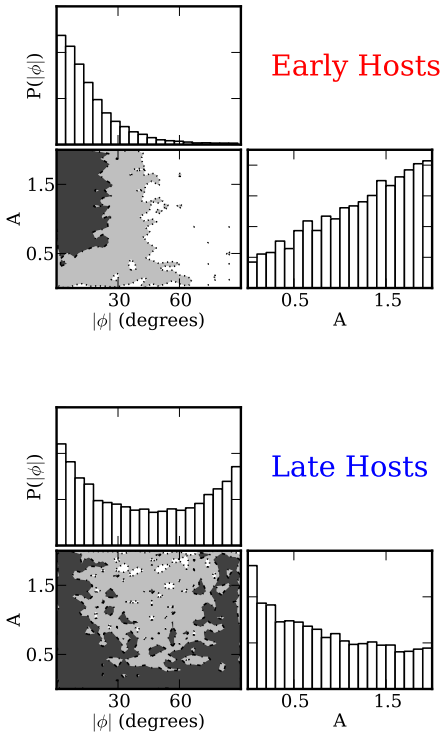 P(|ϕ|)
Early Hosts
A
1.5
0.5
30
60
|ϕ| (degrees)
0.5
1.5
A
P(|ϕ|)
Late Hosts
A
1.5
0.5
30
60
|ϕ| (degrees)
0.5
1.5
A